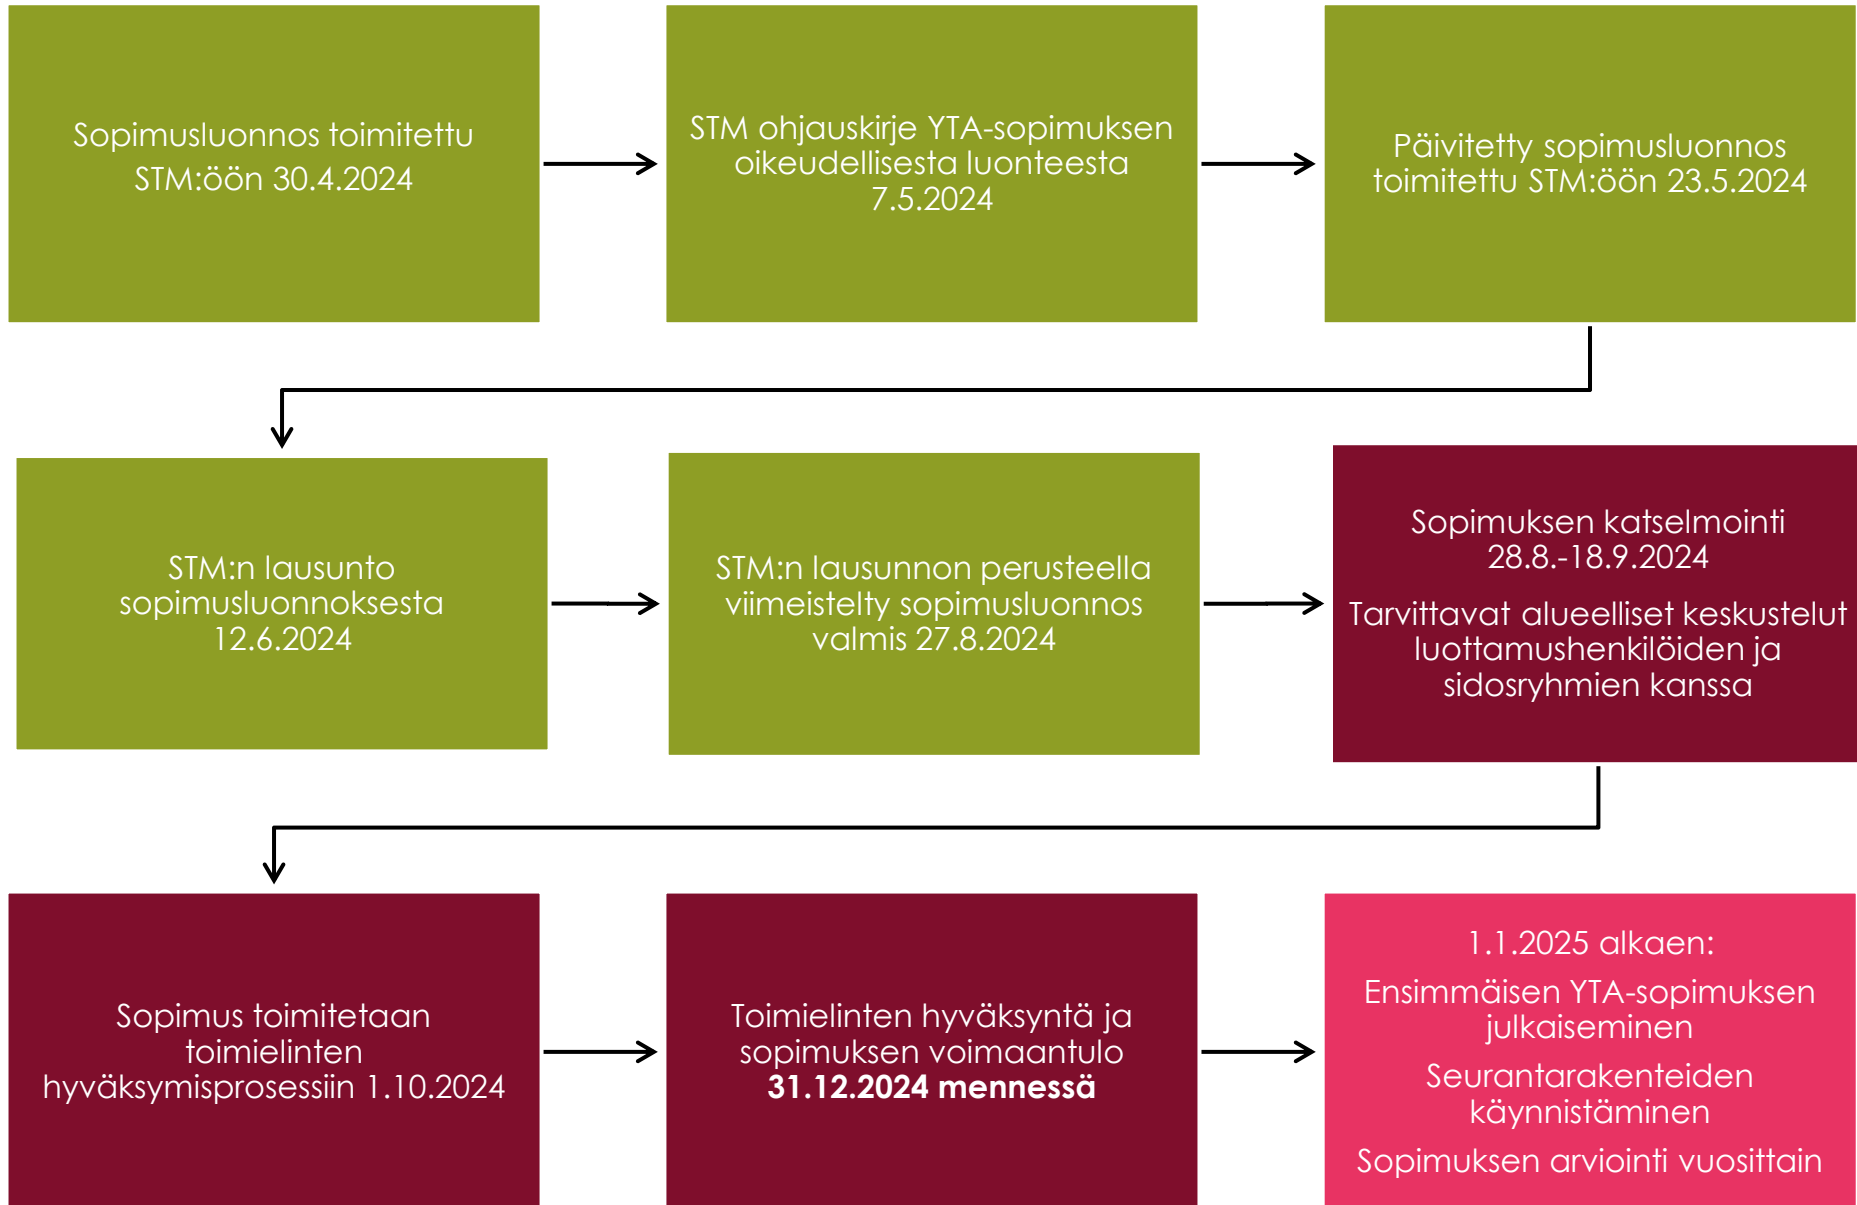 Sopimusluonnos toimitettu
STM:öön 30.4.2024
STM ohjauskirje YTA-sopimuksen
oikeudellisesta luonteesta
7.5.2024
Päivitetty sopimusluonnos
toimitettu STM:öön 23.5.2024
STM:n lausunto
sopimusluonnoksesta
12.6.2024
STM:n lausunnon perusteella
viimeistelty sopimusluonnos
valmis 27.8.2024
Sopimuksen katselmointi
28.8.-18.9.2024
Tarvittavat alueelliset keskustelut
luottamushenkilöiden ja
sidosryhmien kanssa
Sopimus toimitetaan
toimielinten
hyväksymisprosessiin 1.10.2024
Toimielinten hyväksyntä ja
sopimuksen voimaantulo
31.12.2024 mennessä
1.1.2025 alkaen:
Ensimmäisen YTA-sopimuksen
julkaiseminen
Seurantarakenteiden
käynnistäminen
Sopimuksen arviointi vuosittain